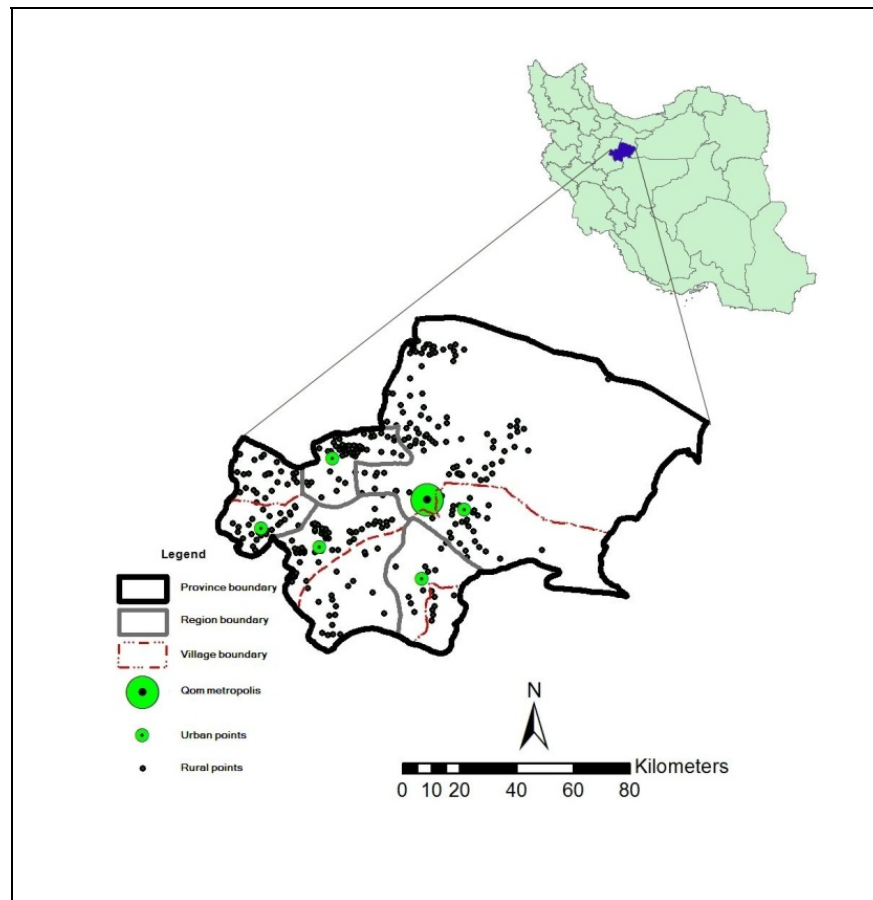 Legend
Province boundary
Region boundary
Village boundary
Qom metropolis
Urban points
Rural points
N
Kilometers
0 10 20 40 60 80